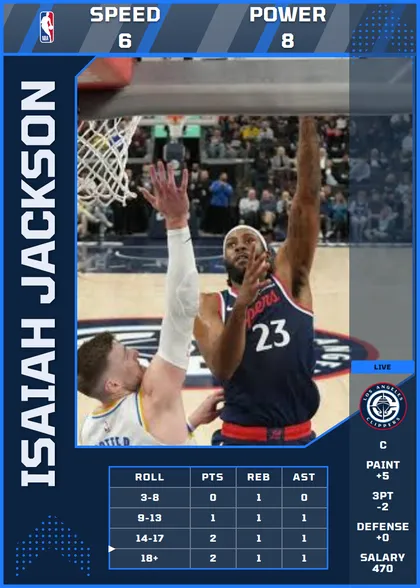 SPEED
6
POWER
8
ISAIAH JACKSON
23
LIVE
LOS ANGELES
CLIPPERS
C
PAINT
+5
3PT
-2
DEFENSE
+0
SALARY
470
ROLL PTS REB AST
3-8 0 1 0
9-13 1 1 1
14-17 2 1 1
18+ 2 1 1